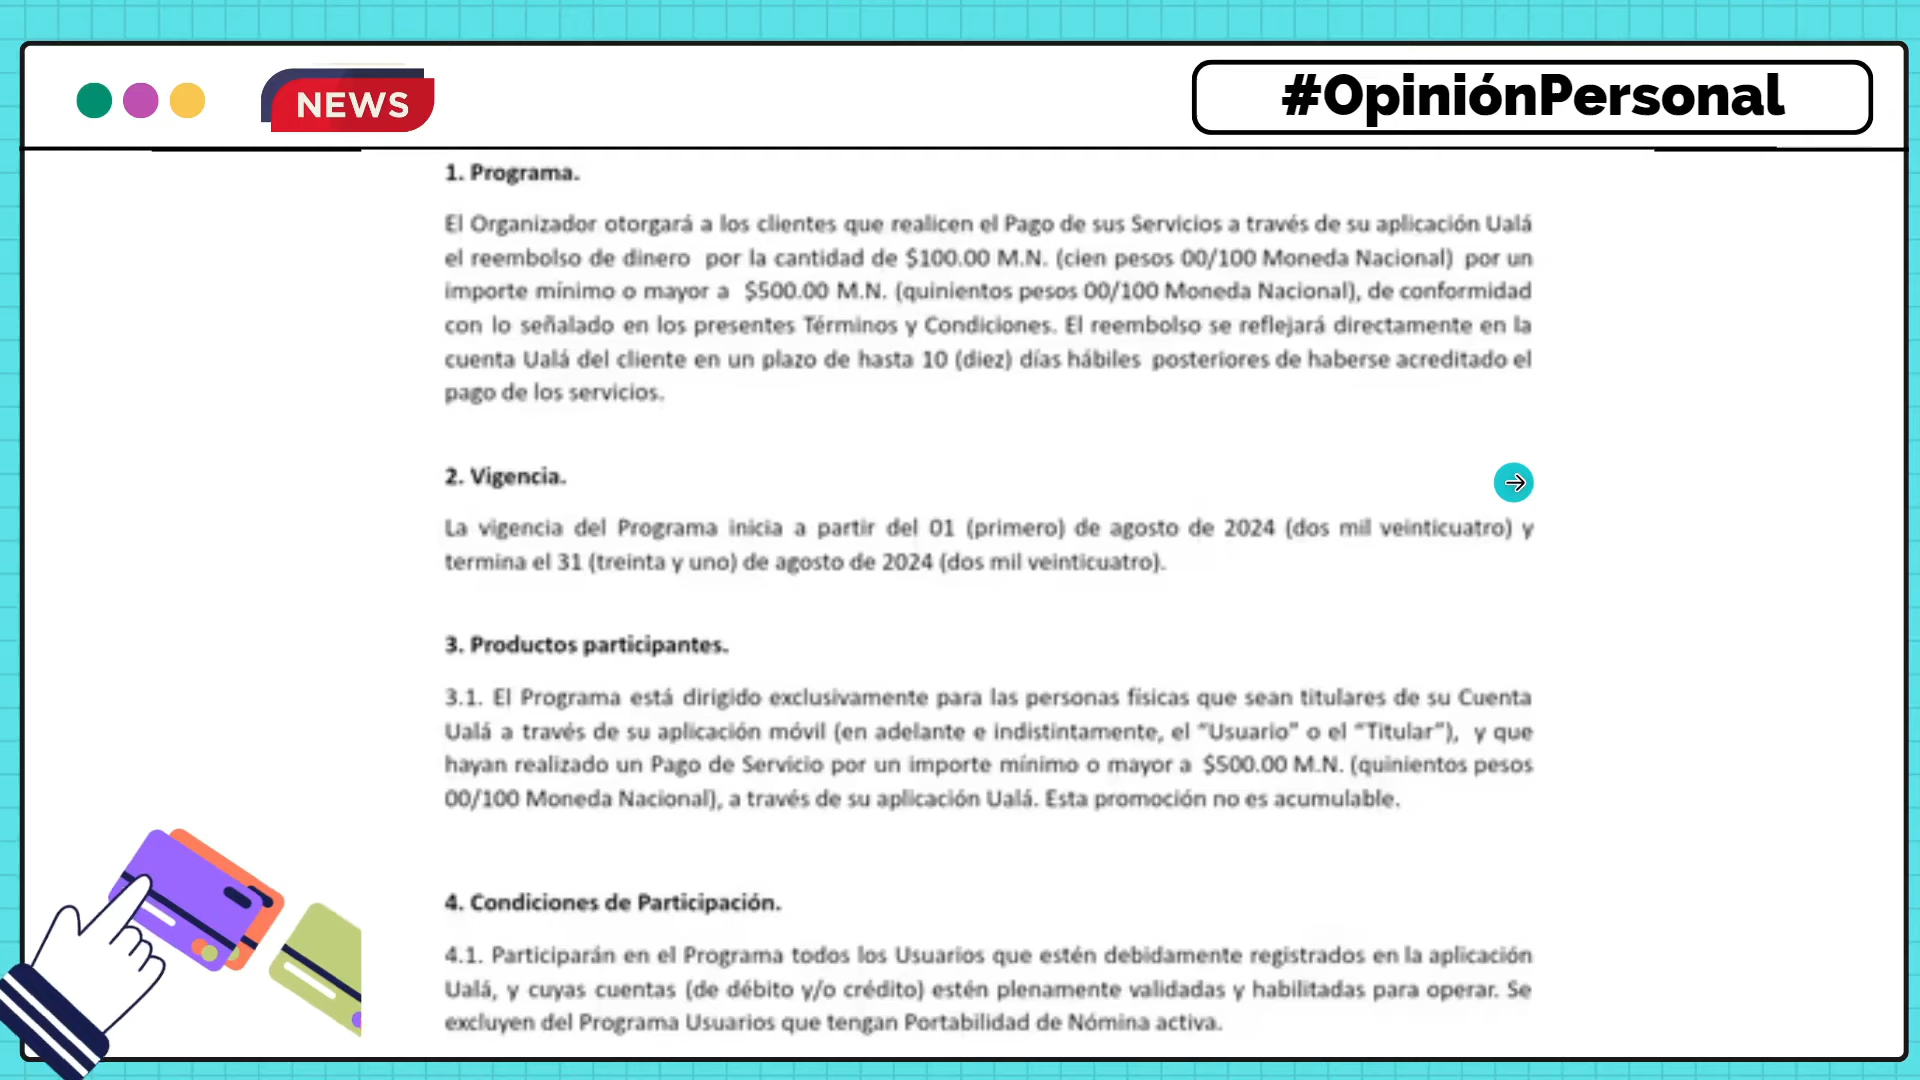 NEWS
#OpiniónPersonal
1. Programa.
El Organizador otorgará a los clientes que realicen el Pago de sus Servicios a través de su aplicación Ualá
el reembolso de dinero por la cantidad de $100.00 M.N. (cien pesos 00/100 Moneda Nacional) por un
importe mínimo o mayor a $500.00 M.N. (quinientos pesos 00/100 Moneda Nacional), de conformidad
con lo señalado en los presentes Términos y Condiciones. El reembolso se reflejará directamente en la
cuenta Ualá del cliente en un plazo de hasta 10 (diez) días hábiles posteriores de haberse acreditado el
pago de los servicios.
2. Vigencia.
La vigencia del Programa inicia a partir del 01 (primero) de agosto de 2024 (dos mil veinticuatro) y
termina el 31 (treinta y uno) de agosto de 2024 (dos mil veinticuatro).
3. Productos participantes.
3.1. El Programa está dirigido exclusivamente para las personas físicas que sean titulares de su Cuenta
Ualá a través de su aplicación móvil (en adelante e indistintamente, el “Usuario” o el “Titular”), y que
hayan realizado un Pago de Servicio por un importe mínimo o mayor a $500.00 M.N. (quinientos pesos
00/100 Moneda Nacional), a través de su aplicación Ualá. Esta promoción no es acumulable.
4. Condiciones de Participación.
4.1. Participarán en el Programa todos los Usuarios que estén debidamente registrados en la aplicación
Ualá, y cuyas cuentas (de débito y/o crédito) estén plenamente validadas y habilitadas para operar. Se
excluyen del Programa Usuarios que tengan Portabilidad de Nómina activa.